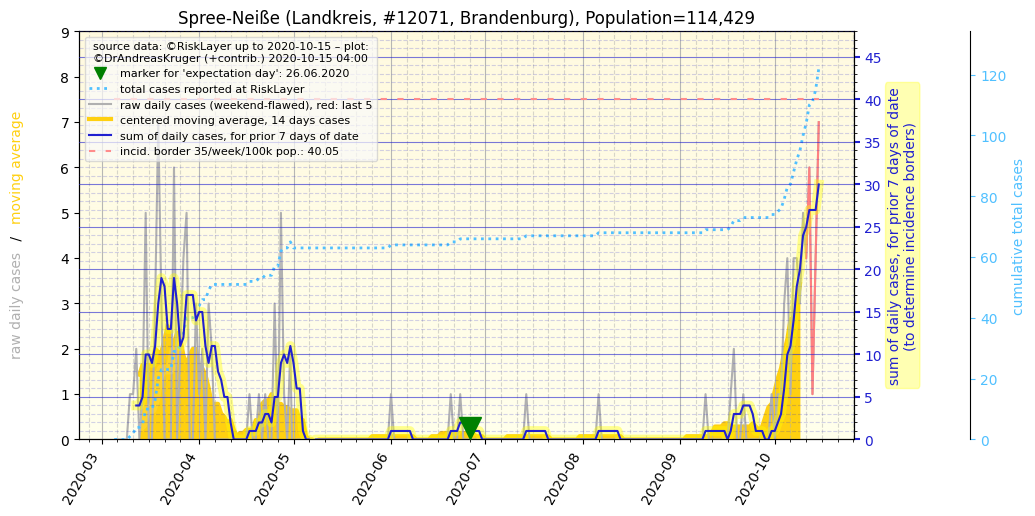 Spree-Neiße (Landkreis, #12071, Brandenburg), Population=114,429
source data: ©RiskLayer up to 2020-10-15 – plot:
©DrAndreasKruger (+contrib.) 2020-10-15 04:00
marker for 'expectation day': 26.06.2020
total cases reported at RiskLayer
raw daily cases (weekend-flawed), red: last 5
centered moving average, 14 days cases
sum of daily cases, for prior 7 days of date
incid. border 35/week/100k pop.: 40.05
raw daily cases / moving average
9
8
7
6
5
4
3
2
1
0
2020-03
2020-04
2020-05
2020-06
2020-07
2020-08
2020-09
2020-10
45
40
35
30
25
20
15
10
5
0
sum of daily cases, for prior 7 days of date
(to determine incidence borders)
120
100
80
60
40
20
0
cumulative total cases